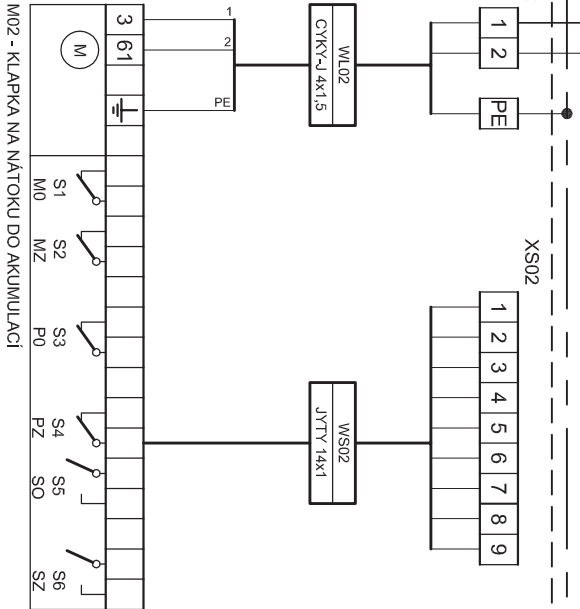 M02 - KLAPKA NA NÁTOKU DO AKUMULACÍ
M
3
61
1
2
PE
WL02
CYKY-J 4x1,5
1
2
PE
S1
M0
S2
MZ
S3
P0
S4
PZ
S5
SO
S6
SZ
WS02
JYTY 14x1
XS02
1
2
3
4
5
6
7
8
9